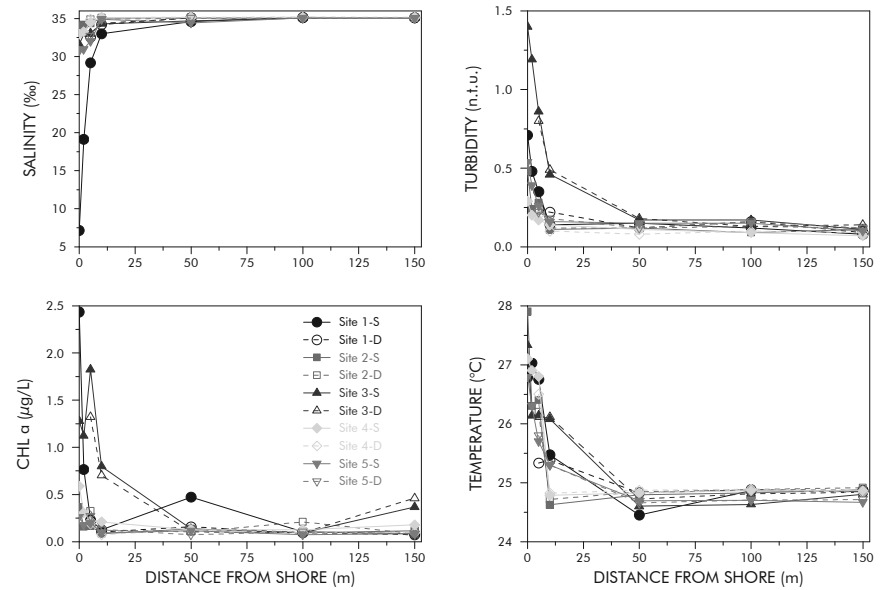 35
30
25
20
15
10
5
SALINITY (‰)
0 25 50 75 100 125 150
1.5
1.0
0.5
0.0
TURBIDITY (n.t.u.)
0 25 50 75 100 125 150
2.5
2.0
1.5
1.0
0.5
0.0
CHL a (µg/L)
Site 1-S
Site 1-D
Site 2-S
Site 2-D
Site 3-S
Site 3-D
Site 4-S
Site 4-D
Site 5-S
Site 5-D
0 25 50 75 100 125 150
DISTANCE FROM SHORE (m)
28
27
26
25
24
TEMPERATURE (°C)
0 25 50 75 100 125 150
DISTANCE FROM SHORE (m)